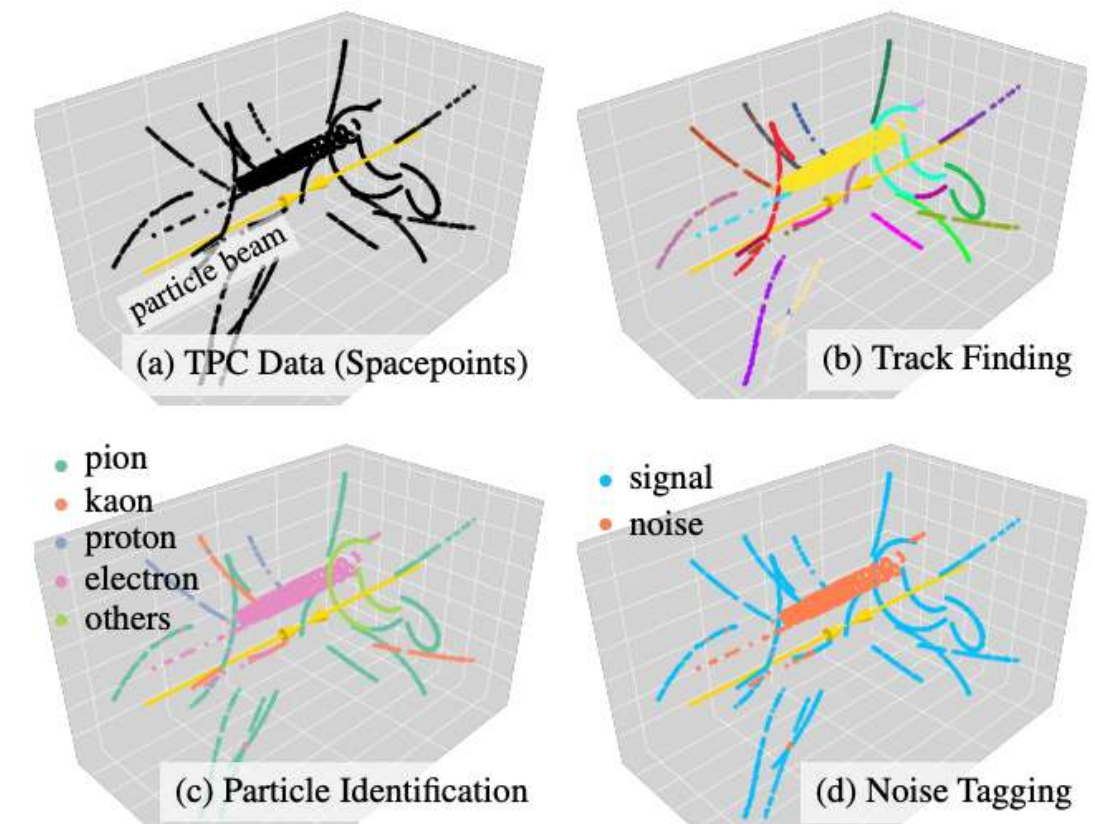 particle beam
(a) TPC Data (Spacepoints)
(b) Track Finding
pion
kaon
proton
electron
others
(c) Particle Identification
signal
noise
(d) Noise Tagging